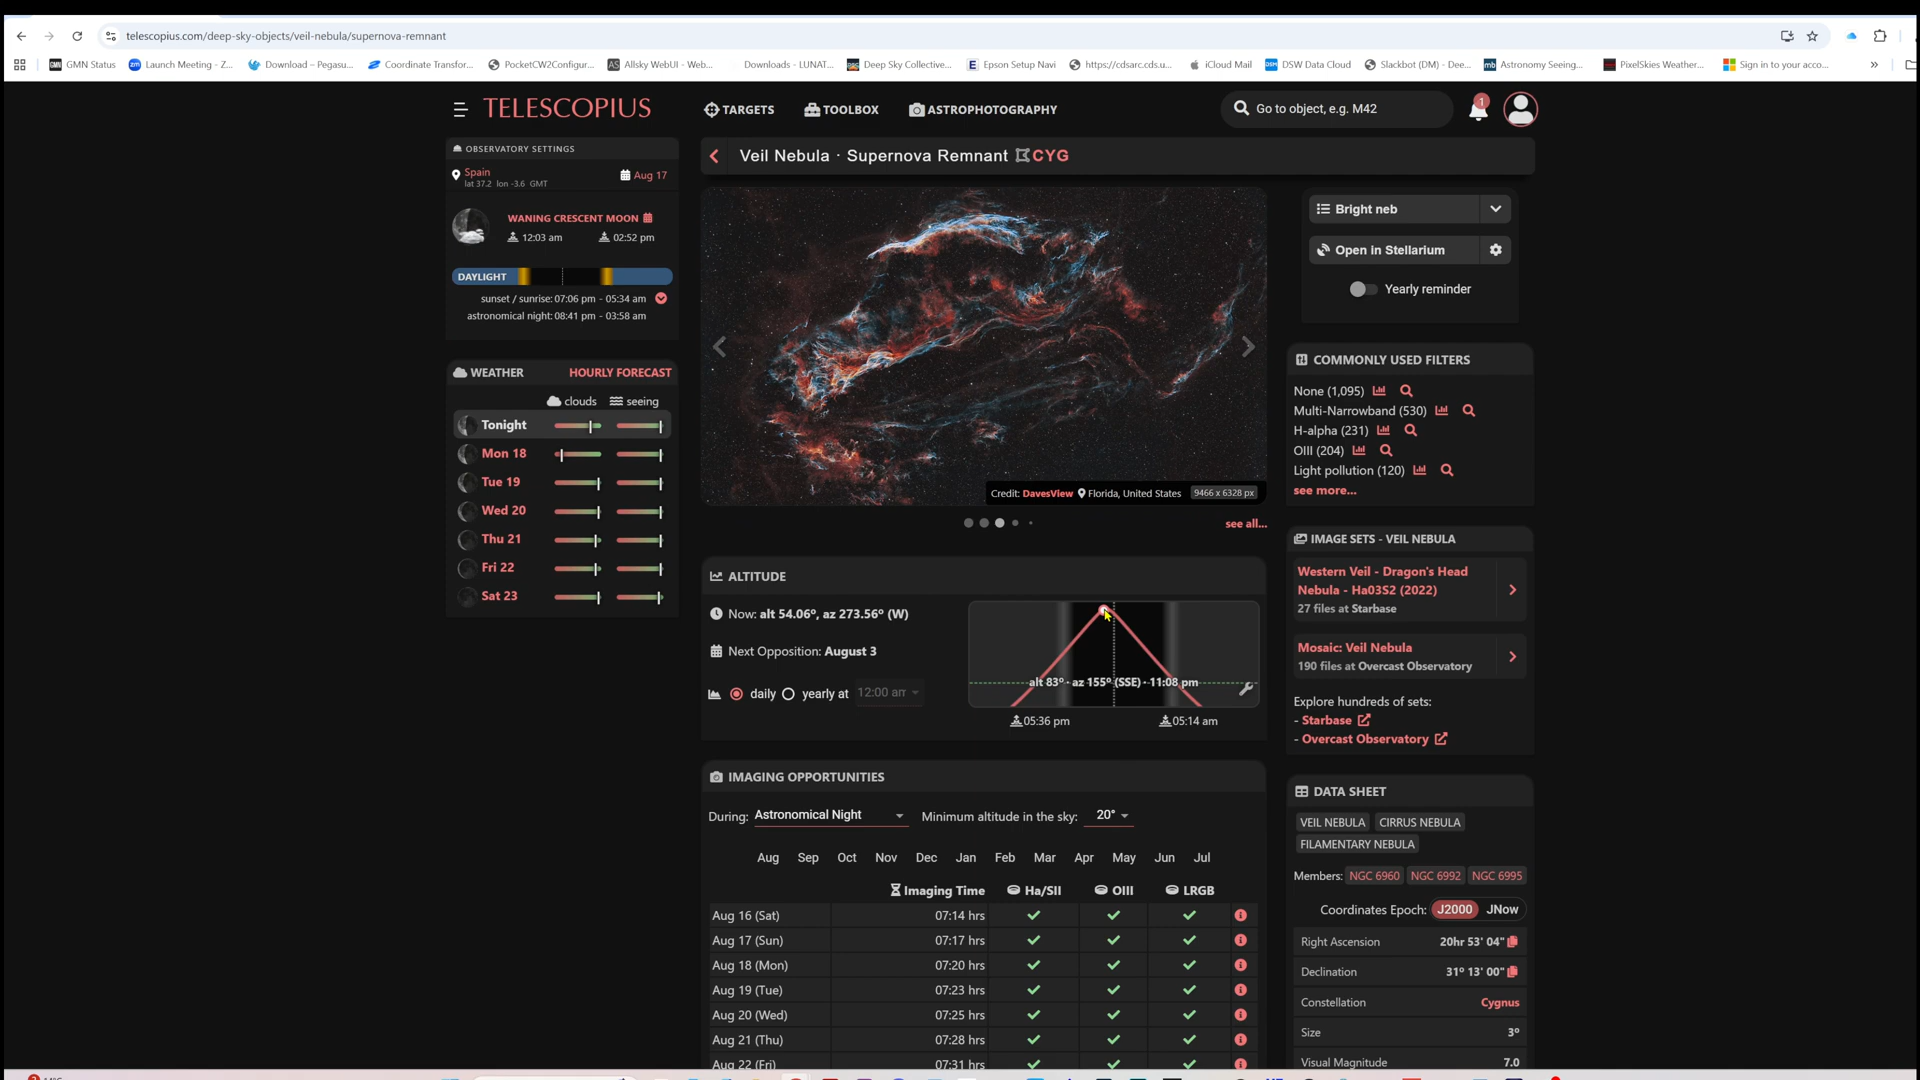 telescopius.com/deep-sky-objects/veil-nebula/supernova-remnant
GMN Status
Launch Meeting - Z...
Download – Pegasu...
Coordinate Transfor...
PocketCW2Configur...
Allsky WebUI - Web...
Downloads - LUNAT...
Deep Sky Collective...
Epson Setup Navi
https://cdsarc.cds.u...
iCloud Mail
DSW Data Cloud
Slackbot (DM) - Dee...
Astronomy Seeing...
PixelSkies Weather...
Sign in to your acco...
»
TELESCOPIUS
TARGETS
TOOLBOX
ASTROPHOTOGRAPHY
Go to object, e.g. M42
1
OBSERVATORY SETTINGS
Spain
lat 37.2 lon -3.6 GMT
Aug 17
WANING CRESCENT MOON
12:03 am 02:52 pm
DAYLIGHT
sunset / sunrise: 07:06 pm - 05:34 am
astronomical night: 08:41 pm - 03:58 am
WEATHER HOURLY FORECAST
clouds seeing
Tonight
Mon 18
Tue 19
Wed 20
Thu 21
Fri 22
Sat 23
Veil Nebula · Supernova Remnant CYG
Credit: DavesView Florida, United States 9466 x 6328 px
see all...
ALTITUDE
Now: alt 54.06º, az 273.56º (W)
Next Opposition: August 3
daily yearly at 12:00 am
alt 83º · az 155º (SSE) · 11:08 pm
05:36 pm 05:14 am
IMAGING OPPORTUNITIES
During: Astronomical Night Minimum altitude in the sky: 20°
Aug Sep Oct Nov Dec Jan Feb Mar Apr May Jun Jul
Imaging Time Ha/SII OIII LRGB
Aug 16 (Sat) 07:14 hrs
Aug 17 (Sun) 07:17 hrs
Aug 18 (Mon) 07:20 hrs
Aug 19 (Tue) 07:23 hrs
Aug 20 (Wed) 07:25 hrs
Aug 21 (Thu) 07:28 hrs
Aug 22 (Fri) 07:31 hrs
Bright neb
Open in Stellarium
Yearly reminder
COMMONLY USED FILTERS
None (1,095)
Multi-Narrowband (530)
H-alpha (231)
OIII (204)
Light pollution (120)
see more...
IMAGE SETS - VEIL NEBULA
Western Veil - Dragon's Head
Nebula - HaO3S2 (2022)
27 files at Starbase
Mosaic: Veil Nebula
190 files at Overcast Observatory
Explore hundreds of sets:
- Starbase
- Overcast Observatory
DATA SHEET
VEIL NEBULA CIRRUS NEBULA
FILAMENTARY NEBULA
Members: NGC 6960 NGC 6992 NGC 6995
Coordinates Epoch: J2000 JNow
Right Ascension 20hr 53' 04"
Declination 31º 13' 00"
Constellation Cygnus
Size 3º
Visual Magnitude 7.0